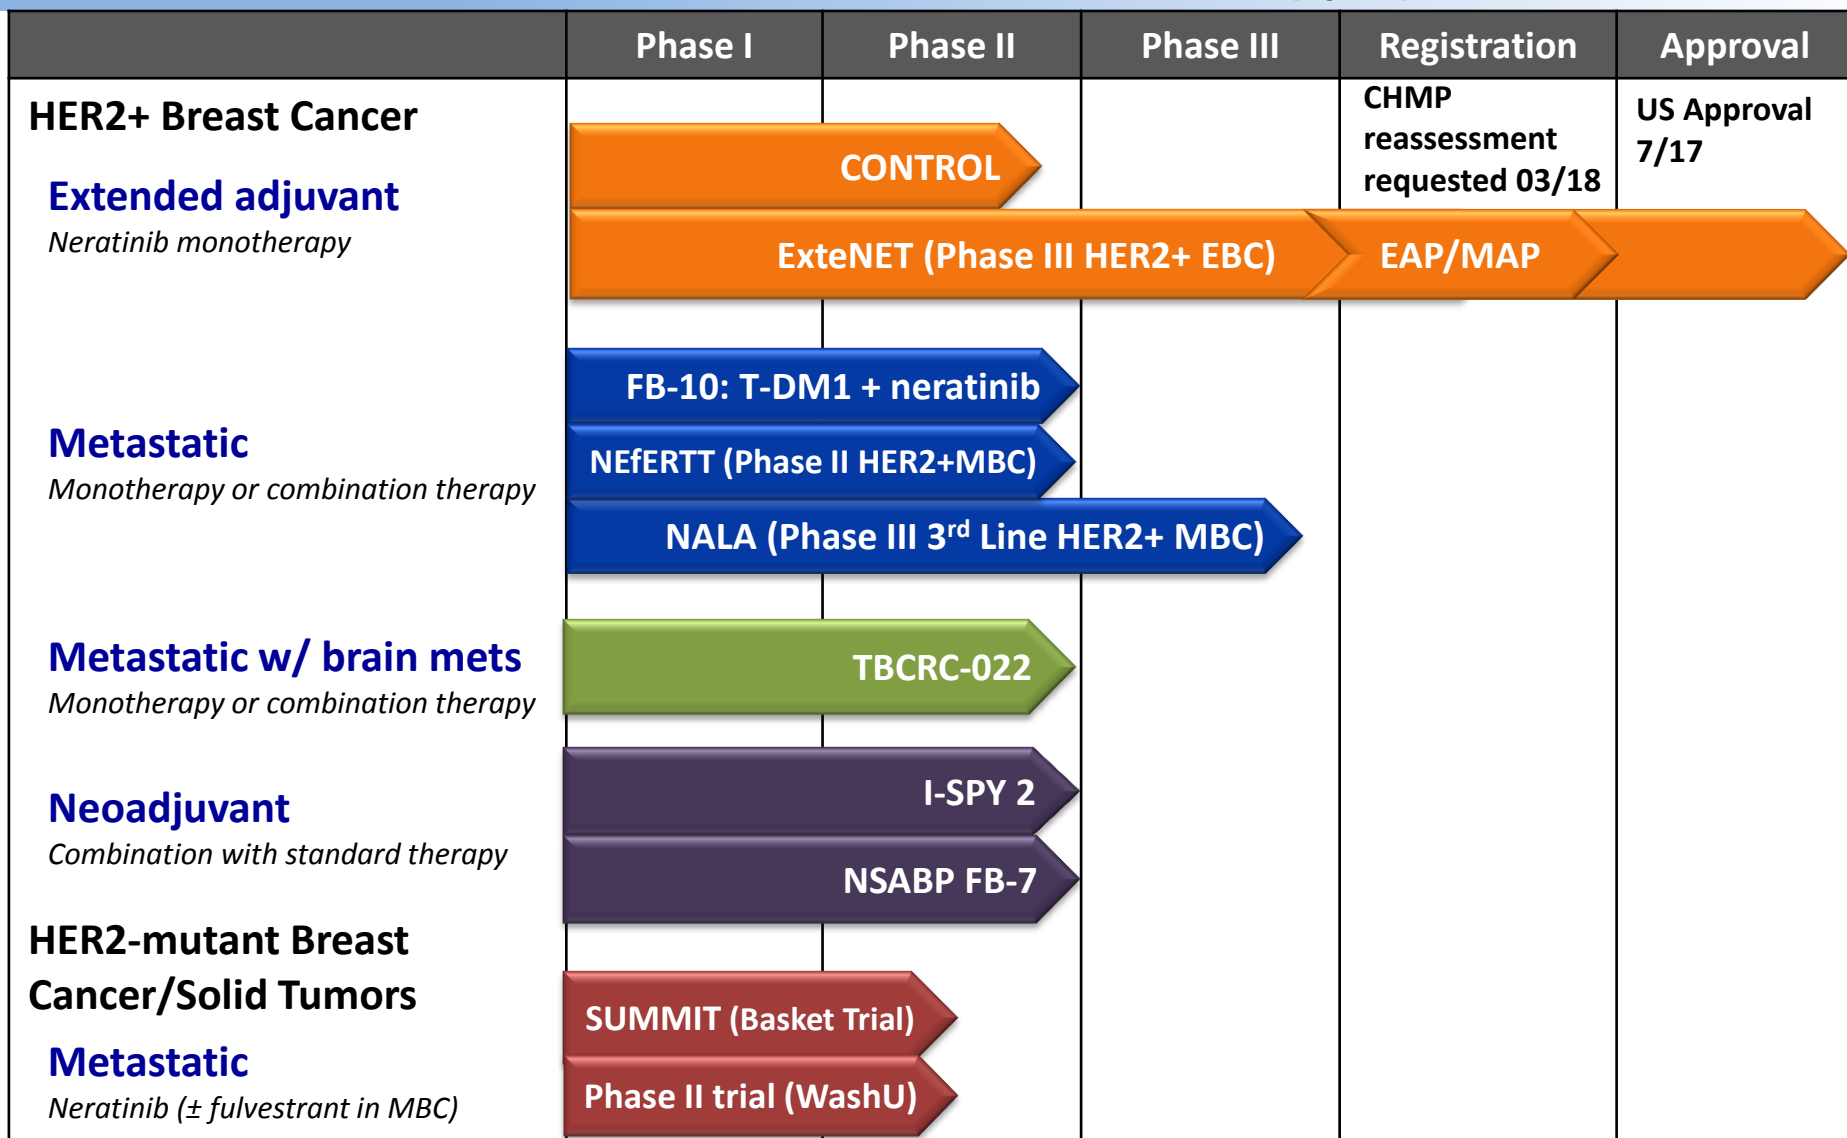 Phase I Phase II Phase III Registration Approval
HER2+ Breast Cancer
CHMP
reassessment
requested 03/18
US Approval
7/17
CONTROL
Extended adjuvant
Neratinib monotherapy
ExteNET (Phase III HER2+ EBC)
EAP/MAP
FB-10: T-DM1 + neratinib
Metastatic
Monotherapy or combination therapy
NEfERTT (Phase II HER2+MBC)
NALA (Phase III 3rd Line HER2+ MBC)
Metastatic w/ brain mets
Monotherapy or combination therapy
TBCRC-022
I-SPY 2
Neoadjuvant
Combination with standard therapy
NSABP FB-7
HER2-mutant Breast
Cancer/Solid Tumors
SUMMIT (Basket Trial)
Metastatic
Neratinib (± fulvestrant in MBC)
Phase II trial (WashU)